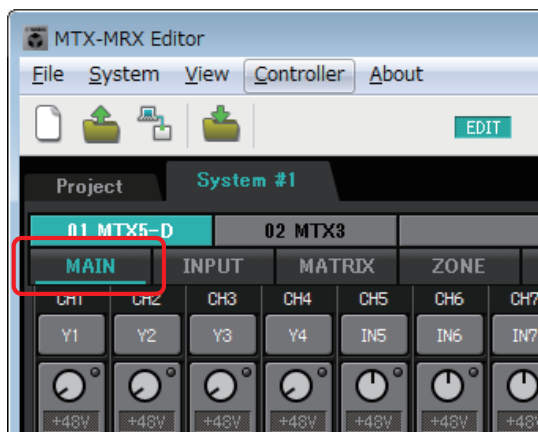 MTX-MRX Editor
File System View Controller About
EDIT
Project System #1
01 MTX5-D 02 MTX3
MAIN INPUT MATRIX ZONE
CH1 CH2 CH3 CH4 CH5 CH6 CH7
Y1 Y2 Y3 Y4 IN5 IN6 IN7
+48V +48V +48V +48V +48V +48V +48V